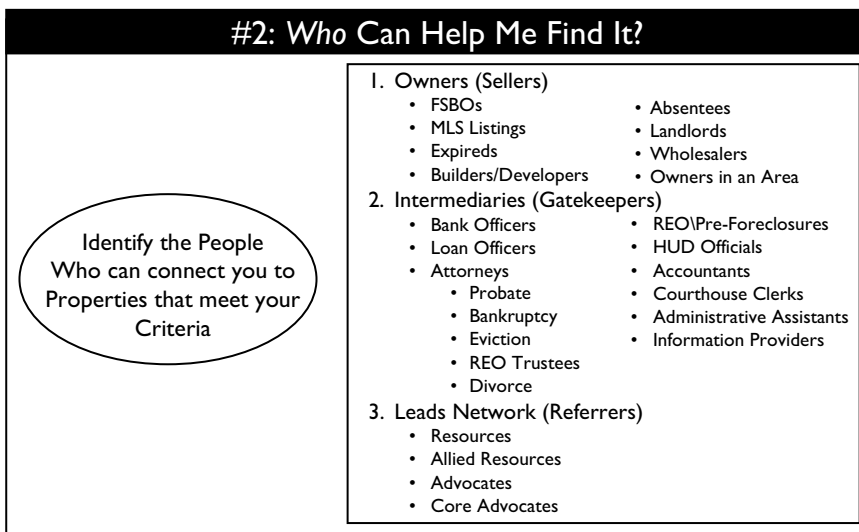 #2: Who Can Help Me Find It?
Identify the People
Who can connect you to
Properties that meet your
Criteria
1. Owners (Sellers)
• FSBOs
• MLS Listings
• Expireds
• Builders/Developers
• Absentees
• Landlords
• Wholesalers
• Owners in an Area
2. Intermediaries (Gatekeepers)
• Bank Officers
• Loan Officers
• Attorneys
• Probate
• Bankruptcy
• Eviction
• REO Trustees
• Divorce
• REO\Pre-Foreclosures
• HUD Officials
• Accountants
• Courthouse Clerks
• Administrative Assistants
• Information Providers
3. Leads Network (Referrers)
• Resources
• Allied Resources
• Advocates
• Core Advocates